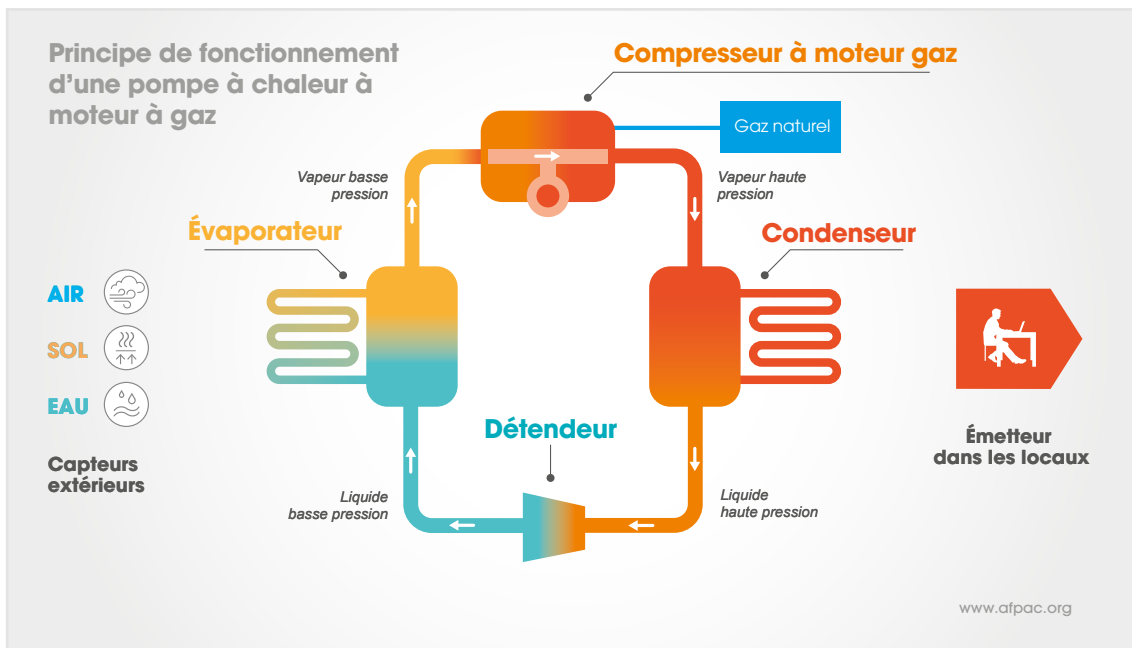 Principe de fonctionnement
d'une pompe à chaleur à
moteur à gaz
Compresseur à moteur gaz
Gaz naturel
Vapeur basse
pression
Vapeur haute
pression
Évaporateur
Condenseur
AIR
SOL
EAU
Capteurs
extérieurs
Détendeur
Émetteur
dans les locaux
Liquide
basse pression
Liquide
haute pression
www.afpac.org